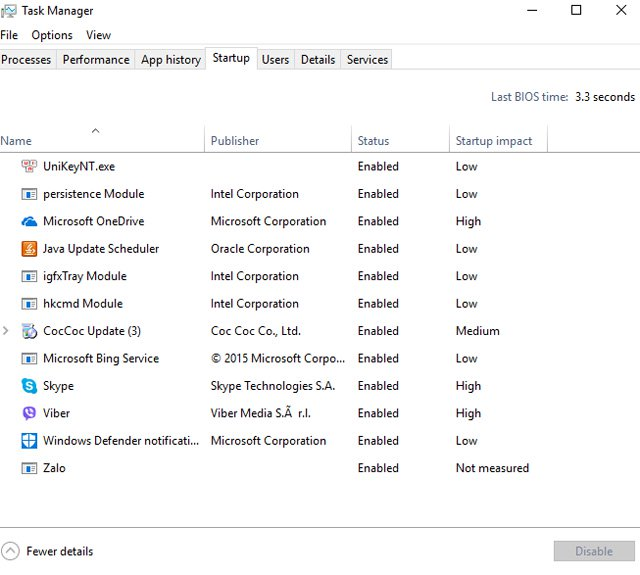 Task Manager
File Options View
Processes Performance App history Startup Users Details Services
Last BIOS time: 3.3 seconds
Name Publisher Status Startup impact
UniKeyNT.exe Enabled Low
persistence Module Intel Corporation Enabled Low
Microsoft OneDrive Microsoft Corporation Enabled High
Java Update Scheduler Oracle Corporation Enabled Low
igfxTray Module Intel Corporation Enabled Low
hkcmd Module Intel Corporation Enabled Low
CocCoc Update (3) Coc Coc Co., Ltd. Enabled Medium
Microsoft Bing Service © 2015 Microsoft Corpo... Enabled Low
Skype Skype Technologies S.A. Enabled High
Viber Viber Media S.Ã r.l. Enabled High
Windows Defender notificati... Microsoft Corporation Enabled Low
Zalo Enabled Not measured
Fewer details Disable